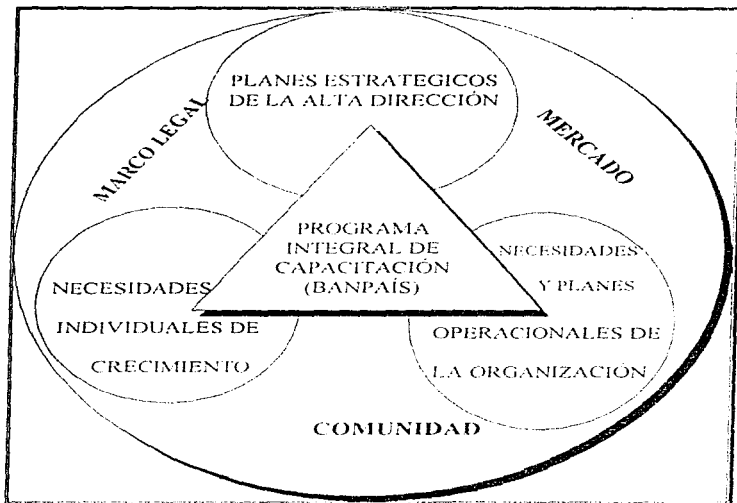 PLANES ESTRATEGICOS
DE LA ALTA DIRECCIÓN
MARCO LEGAL
MERCADO
PROGRAMA
INTEGRAL DE
CAPACITACIÓN
(BANPAÍS)
NECESIDADES
INDIVIDUALES DE
CRECIMIENTO
NECESIDADES
Y PLANES
OPERACIONALES DE
LA ORGANIZACIÓN
COMUNIDAD